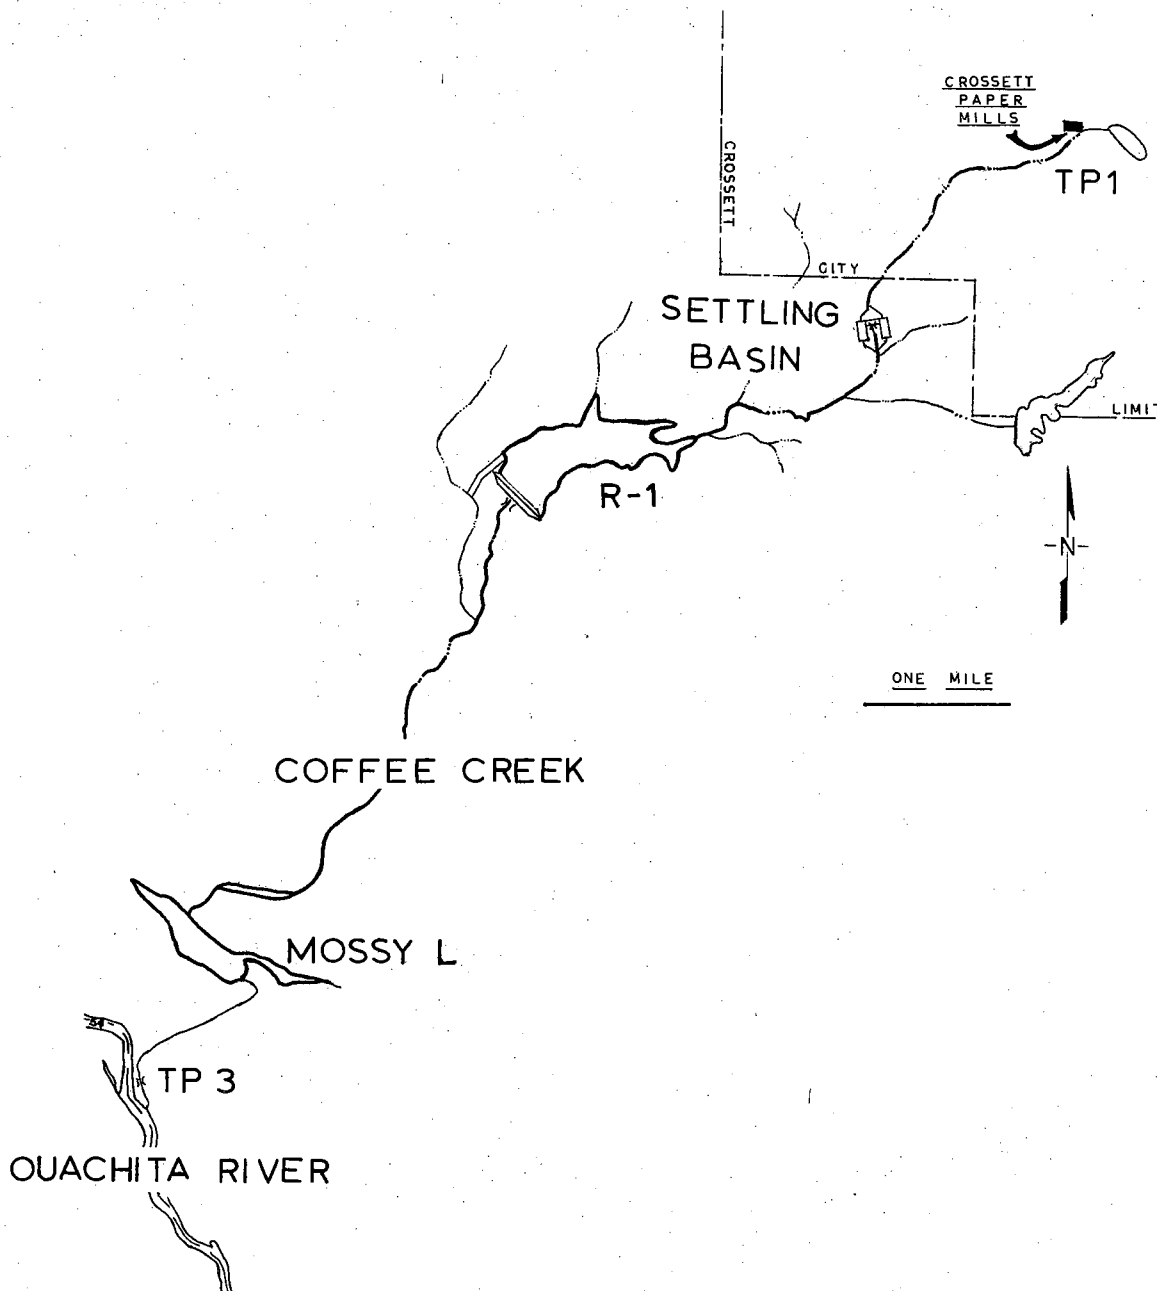 CROSSETT
PAPER
MILLS
TP1
CROSSETT
CITY
SETTLING
BASIN
LIMIT
R-1
-N-
ONE MILE
COFFEE CREEK
MOSSY L
TP 3
OUACHITA RIVER